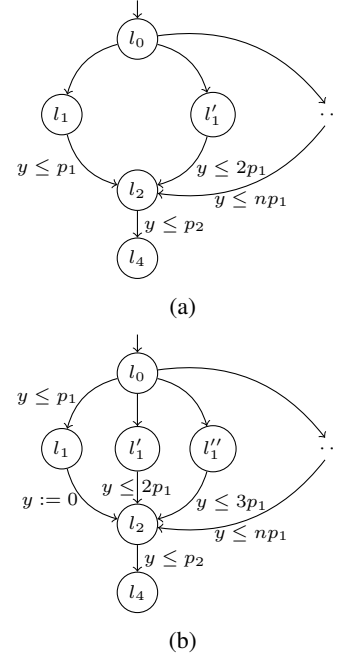 l₀
l₁ l′₁ ..
y ≤ p₁ y ≤ 2p₁
l₂ y ≤ np₁
y ≤ p₂
l₄
(a)
l₀
y ≤ p₁
l₁ l′₁ l′′₁ ..
y := 0 y ≤ 2p₁ y ≤ 3p₁
l₂ y ≤ np₁
y ≤ p₂
l₄
(b)